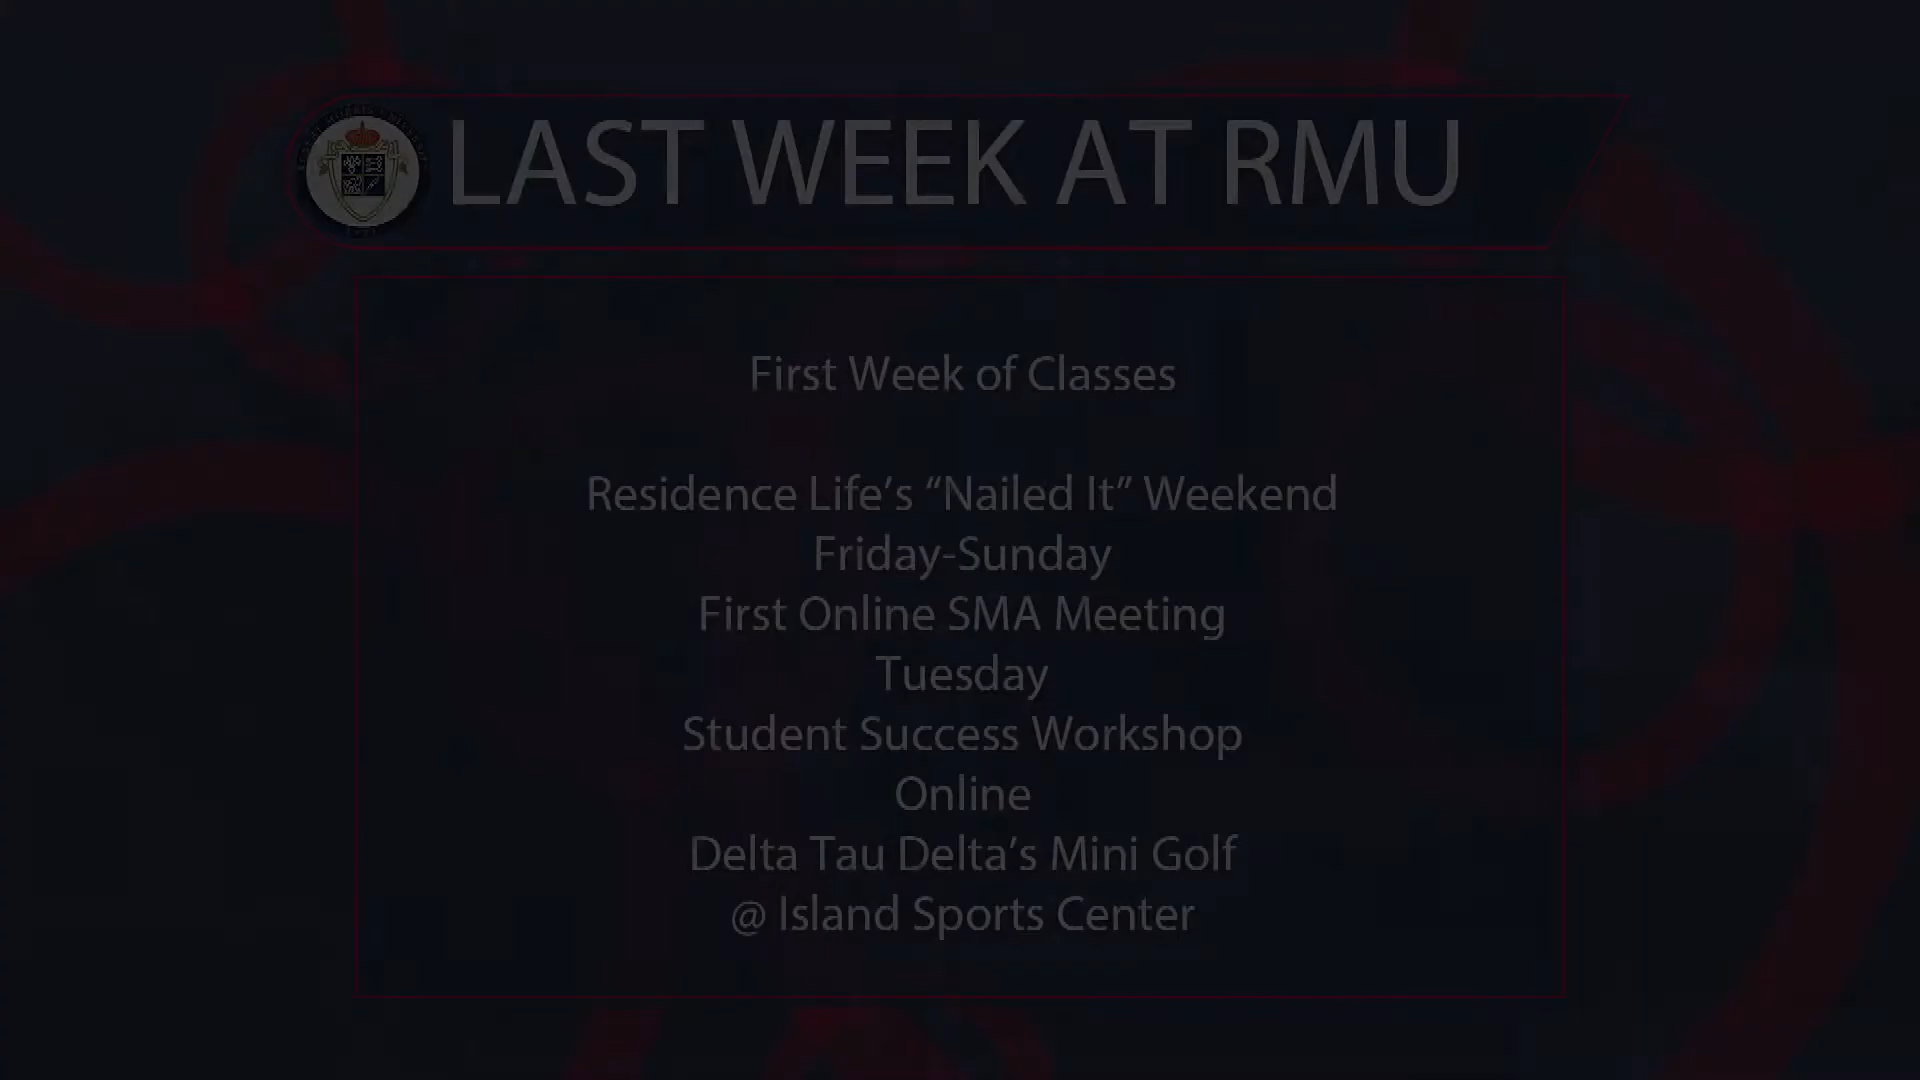 LAST WEEK AT RMU
First Week of Classes
Residence Life’s “Nailed It” Weekend
Friday-Sunday
First Online SMA Meeting
Tuesday
Student Success Workshop
Online
Delta Tau Delta’s Mini Golf
@ Island Sports Center